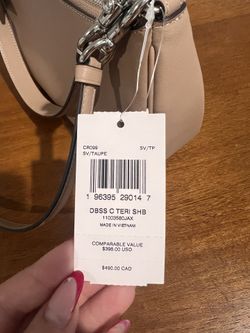 CR099 SV/TP
SV/TAUPE
1 96395 29014 7
DBSS C TERI SHB
11003580JAX
MADE IN VIETNAM
COMPARABLE VALUE
$398.00 USD
$490.00 CAD